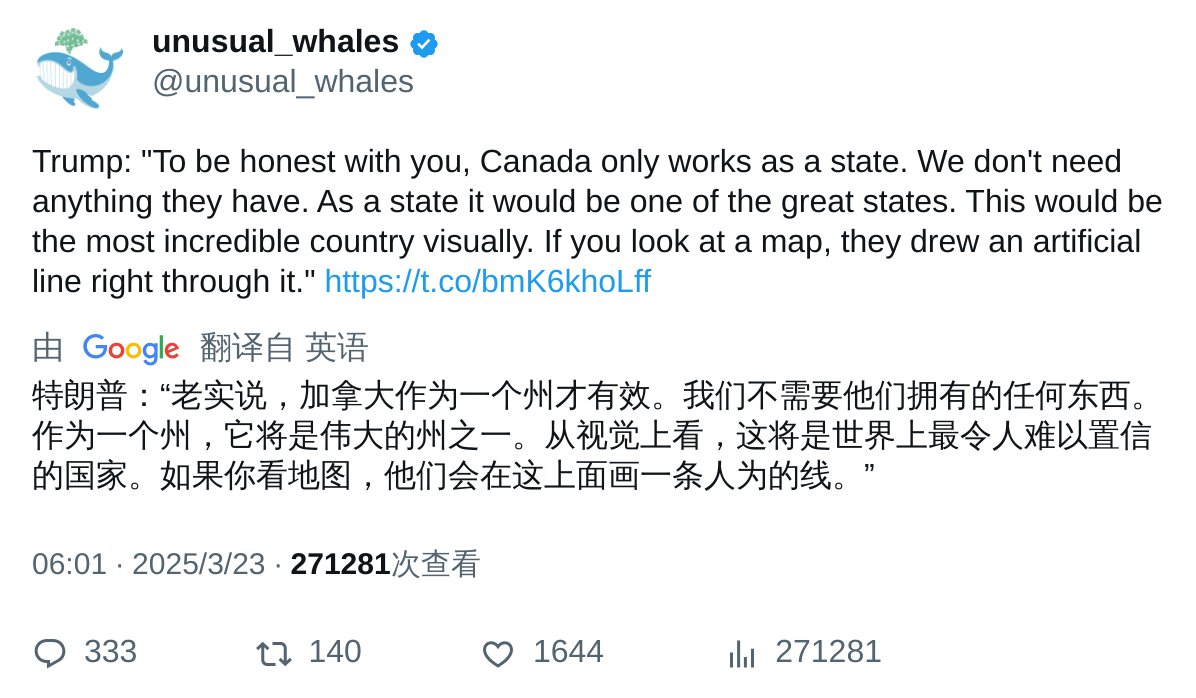 unusual_whales
@unusual_whales
Trump: "To be honest with you, Canada only works as a state. We don't need
anything they have. As a state it would be one of the great states. This would be
the most incredible country visually. If you look at a map, they drew an artificial
line right through it." https://t.co/bmK6khoLff
由 Google 翻译自 英语
特朗普：“老实说，加拿大作为一个州才有效。我们不需要他们拥有的任何东西。
作为一个州，它将是伟大的州之一。从视觉上看，这将是世界上最令人难以置信
的国家。如果你看地图，他们会在这上面画一条人为的线。”
06:01 · 2025/3/23 · 271281次查看
333 140 1644 271281